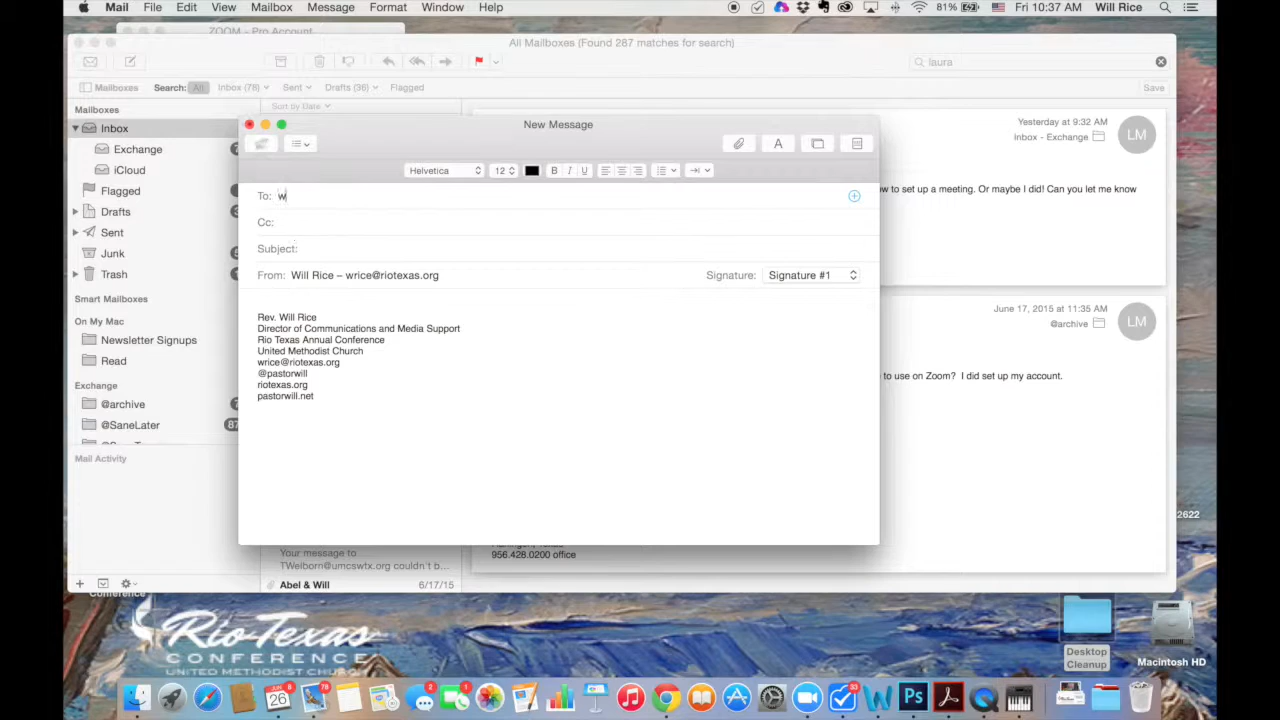 Mail File Edit View Mailbox Message Format Window Help 81% Fri 10:37 AM Will Rice
ZOOM - Pro Account
All Mailboxes (Found 287 matches for search)
laura
Mailboxes Search: All Inbox (78) Sent Drafts (36) Flagged Save
Mailboxes
Sort by Date
Inbox
Exchange
iCloud
Flagged
Drafts
Sent
Junk
Trash
Smart Mailboxes
On My Mac
Newsletter Signups
Read
Exchange
@archive
@SaneLater
87
Mail Activity
New Message
Helvetica 12 B I U
To: w
Cc:
Subject:
From: Will Rice – wrice@riotexas.org Signature: Signature #1
Rev. Will Rice
Director of Communications and Media Support
Rio Texas Annual Conference
United Methodist Church
wrice@riotexas.org
@pastorwill
riotexas.org
pastorwill.net
Yesterday at 9:32 AM
Inbox - Exchange
LM
ow to set up a meeting. Or maybe I did! Can you let me know
June 17, 2015 at 11:35 AM
@archive
LM
to use on Zoom? I did set up my account.
2622
Your message to
TWelborn@umcswtx.org couldn't b...
Abel & Will 6/17/15
956.428.0200 office
Conference
Rio Texas
CONFERENCE
UNITED METHODIST CHURCH
Desktop
Cleanup
Macintosh HD